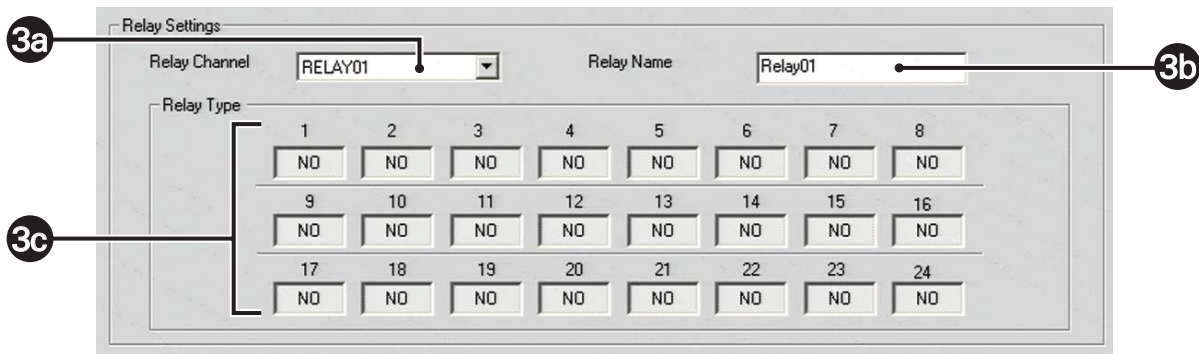 Relay Settings
3a
Relay Channel RELAY01 Relay Name Relay01 3b
Relay Type
1 2 3 4 5 6 7 8
NO NO NO NO NO NO NO NO
9 10 11 12 13 14 15 16
3c
NO NO NO NO NO NO NO NO
17 18 19 20 21 22 23 24
NO NO NO NO NO NO NO NO